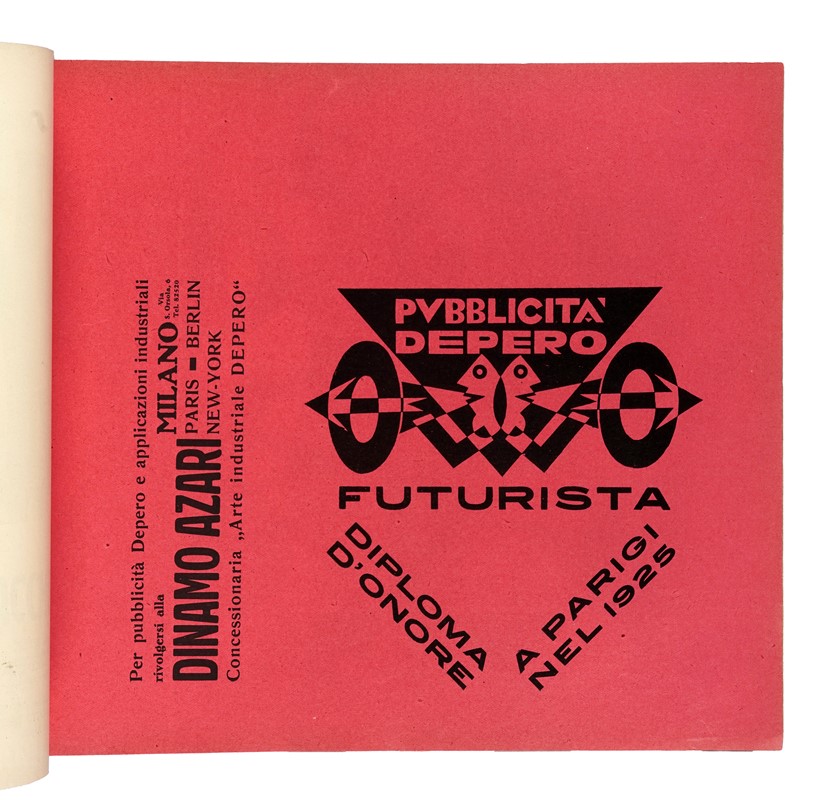 Per pubblicità Depero e applicazioni industriali
rivolgersi alla
DINAMO AZARI
MILANO
Via
S. Orsola, 6
Tel. 82520
PARIS - BERLIN
NEW-YORK
Concessionaria „Arte industriale DEPERO“
PVBBLICITÀ
DEPERO
FUTURISTA
DIPLOMA
D'ONORE
A PARIGI
NEL 1925